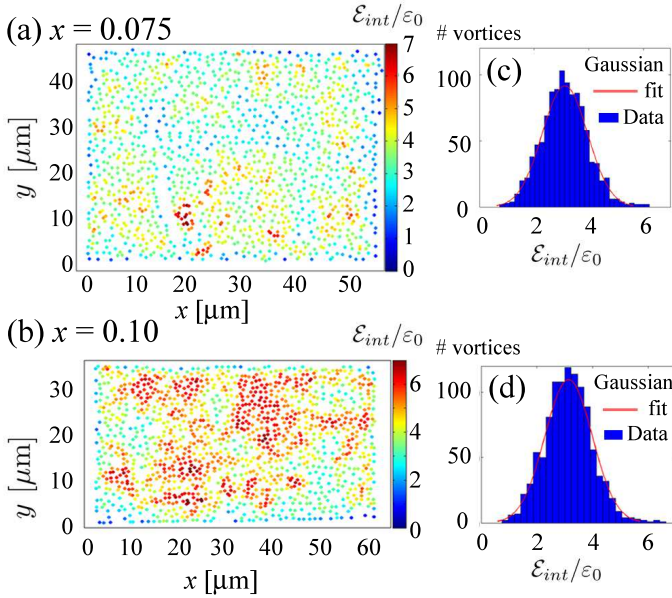 (a) x = 0.075
ℰint/ε0
7
6
5
4
3
2
1
0
y [μm]
40
30
20
10
0
0 10 20 30 40 50
x [μm]
# vortices
(c)
Gaussian
fit
Data
100
50
0
0 2 4 6
ℰint/ε0
(b) x = 0.10
ℰint/ε0
6
4
2
0
y [μm]
30
20
10
0
0 10 20 30 40 50 60
x [μm]
# vortices
(d)
Gaussian
fit
Data
100
50
0
0 2 4 6
ℰint/ε0